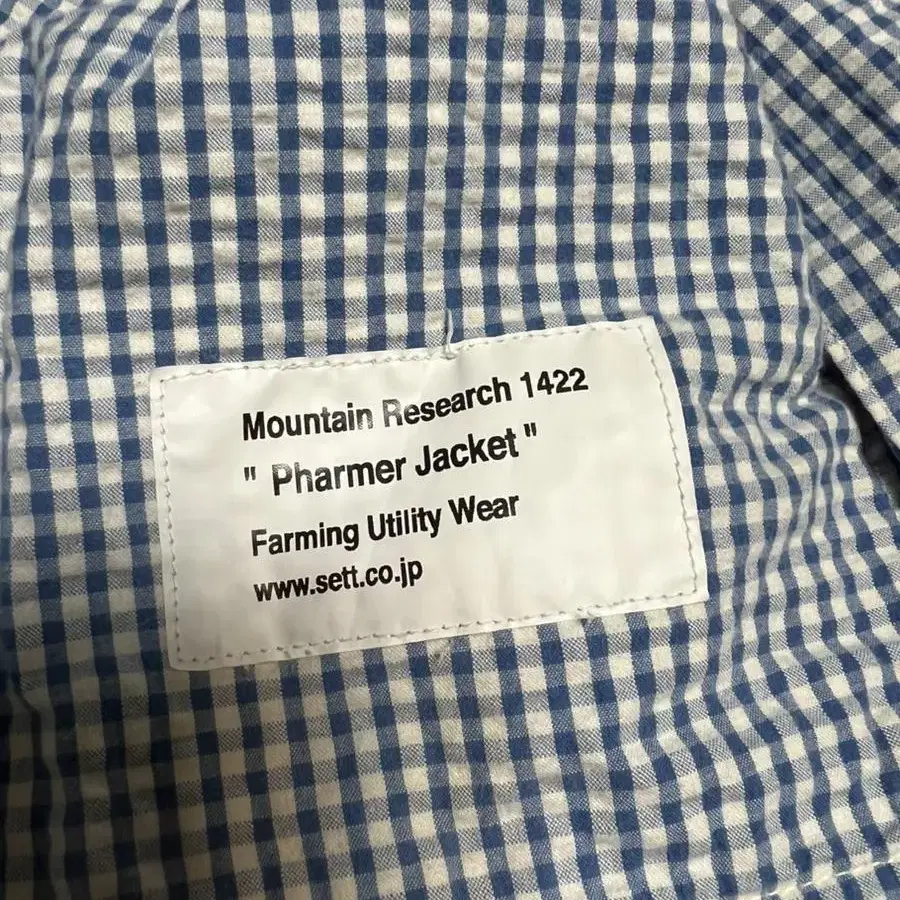 Mountain Research 1422
" Pharmer Jacket "
Farming Utility Wear
www.sett.co.jp